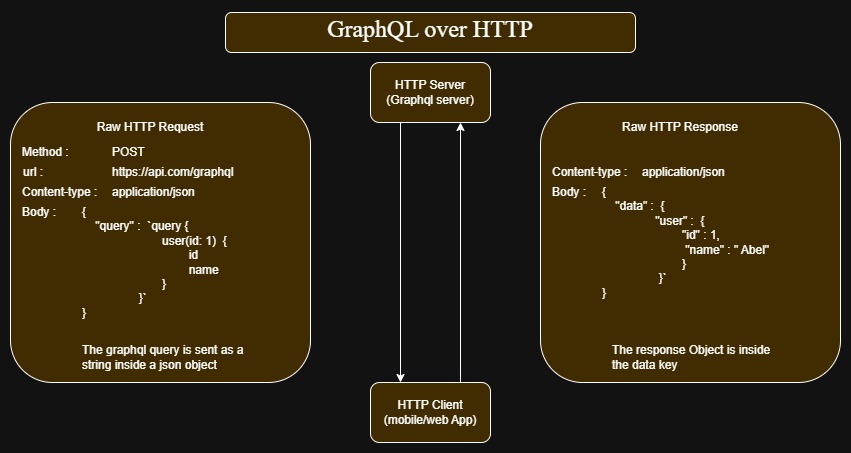 GraphQL over HTTP
HTTP Server
(Graphql server)
Raw HTTP Request
Method : POST
url : https://api.com/graphql
Content-type : application/json
Body : {
"query" : `query {
user(id: 1) {
id
name
}
}`
}
The graphql query is sent as a
string inside a json object
Raw HTTP Response
Content-type : application/json
Body : {
"data" : {
"user" : {
"id" : 1,
"name" : " Abel"
}
}`
}
The response Object is inside
the data key
HTTP Client
(mobile/web App)